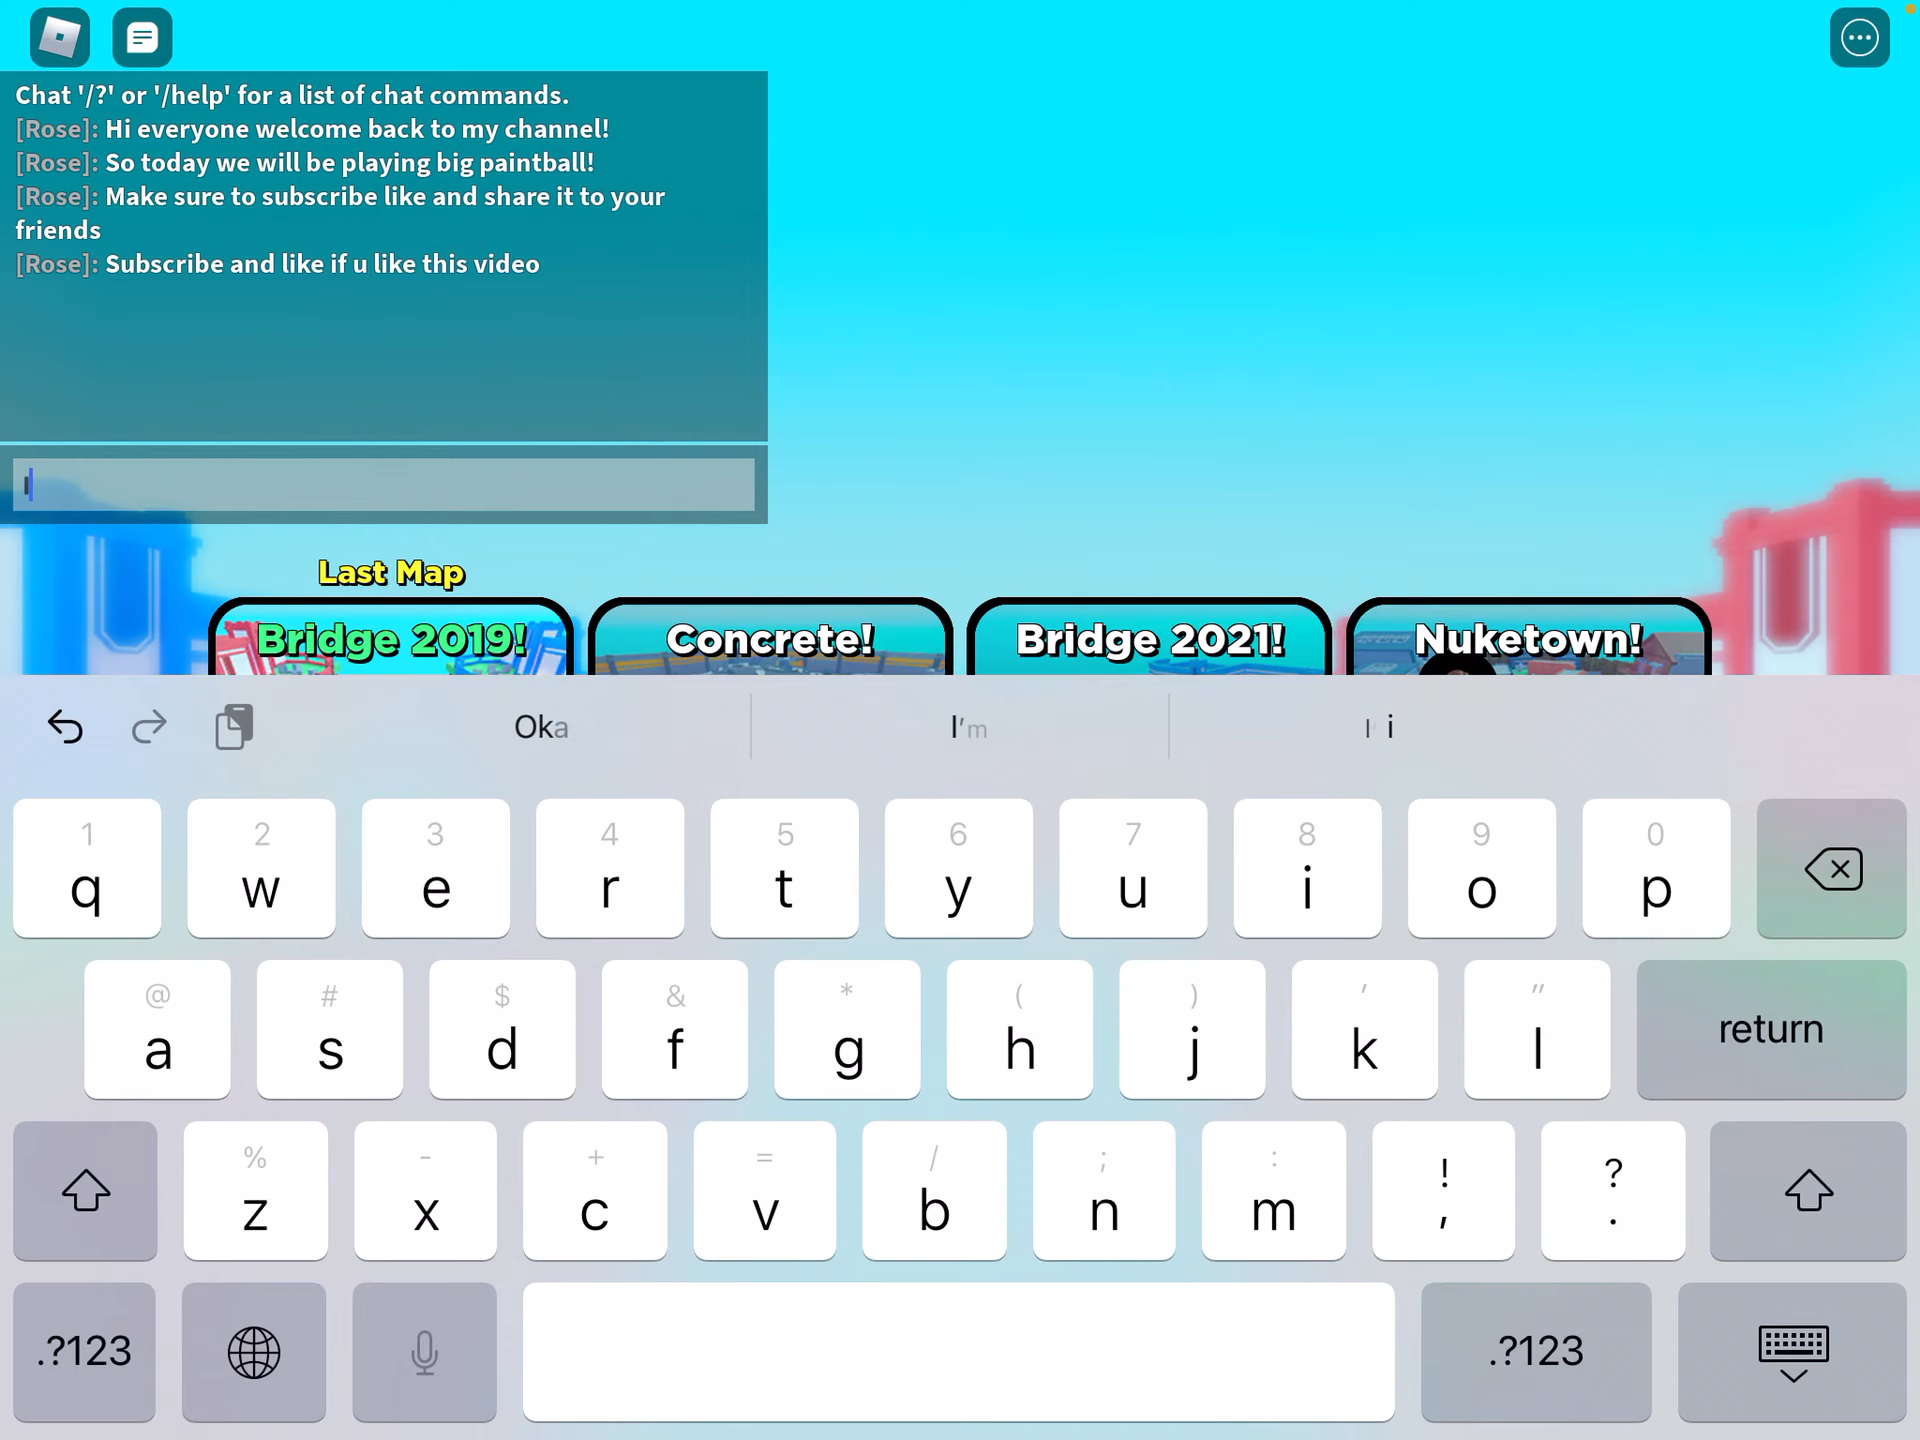 Chat '/?' or '/help' for a list of chat commands.
[Rose]: Hi everyone welcome back to my channel!
[Rose]: So today we will be playing big paintball!
[Rose]: Make sure to subscribe like and share it to your
friends
[Rose]: Subscribe and like if u like this video
I
Last Map
Bridge 2019! Concrete! Bridge 2021! Nuketown!
Oka I'm
1 2 3 4 5 6 7 8 9 0
q w e r t y u i o p
@ # $ & * ( ) ' "
a s d f g h j k l return
% - + = / ; : ! ?
z x c v b n m , .
.?123 .?123